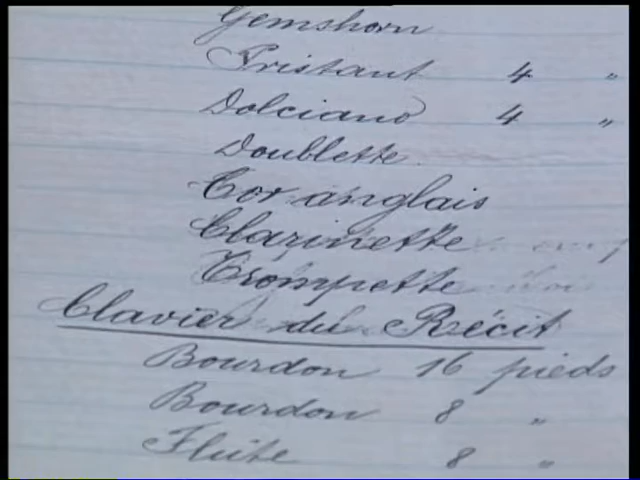 Gemshorn
Pristant 4 "
Dolciano 4 "
Doublette
Cor anglais
Clarinette
Trompette
Clavier du Récit
Bourdon 16 pieds
Bourdon 8 "
Flûte 8 "